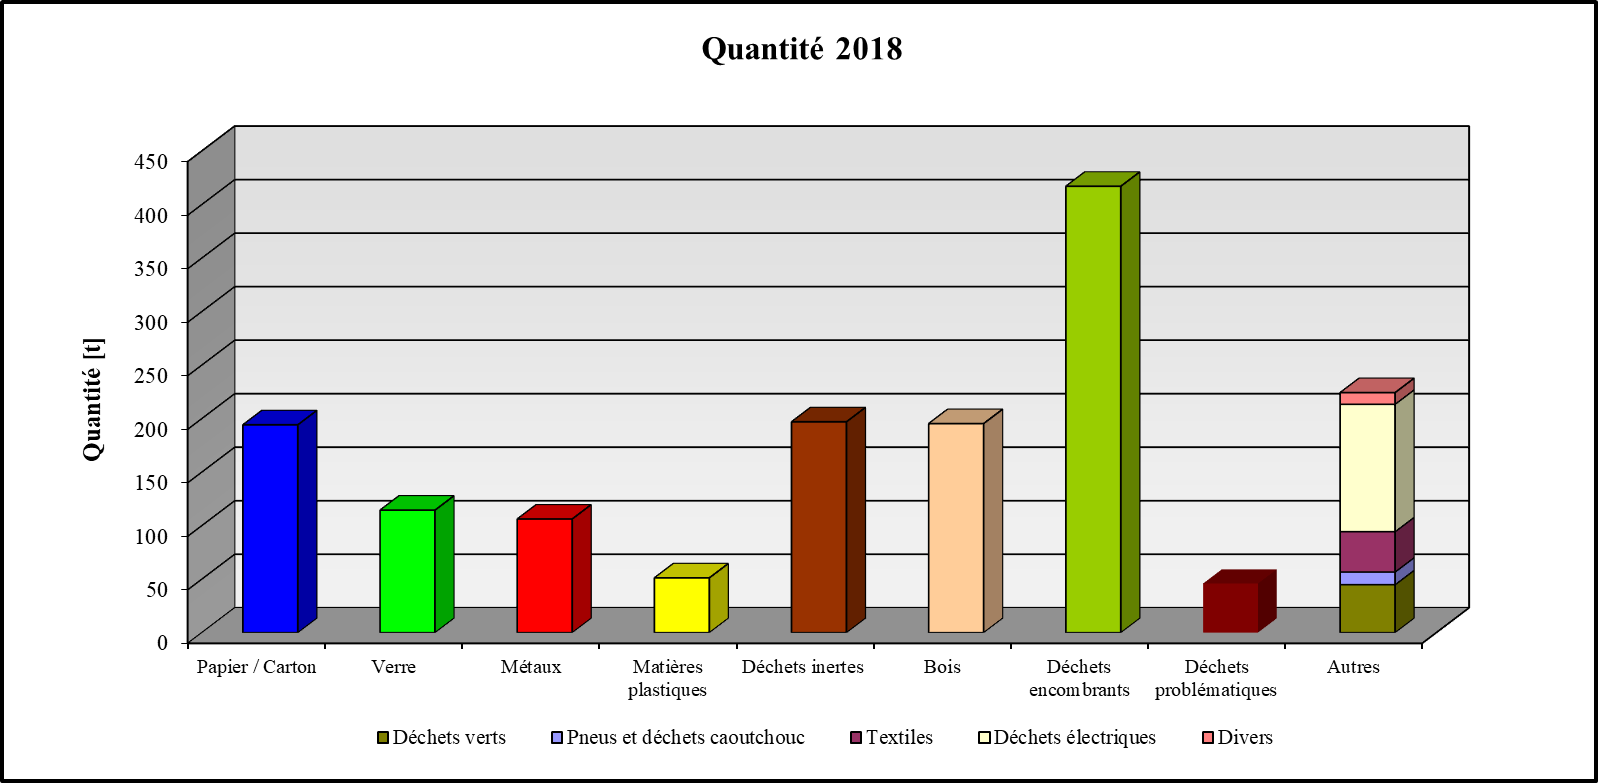 Quantité 2018
Quantité [t]
450
400
350
300
250
200
150
100
50
0
Papier / Carton
Verre
Métaux
Matières
plastiques
Déchets inertes
Bois
Déchets
encombrants
Déchets
problématiques
Autres
Déchets verts
Pneus et déchets caoutchouc
Textiles
Déchets électriques
Divers